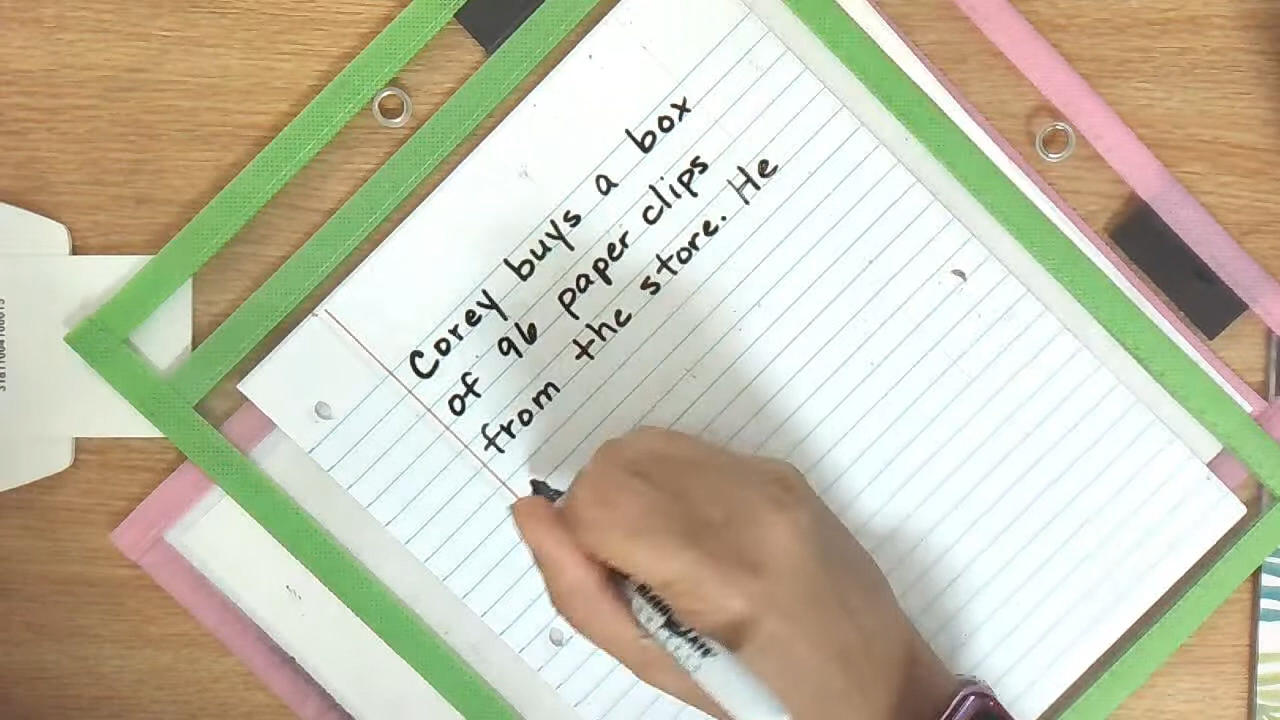 Corey buys a box
of 96 paper clips
from the store. He